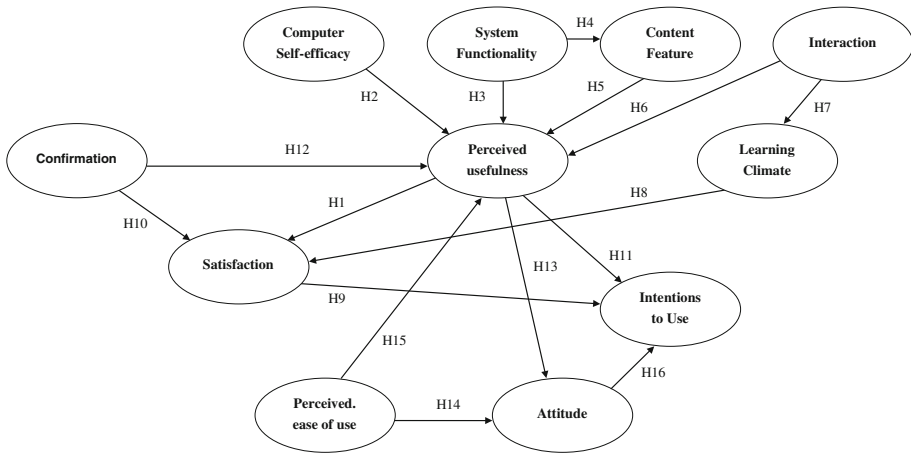 Computer
Self-efficacy
System
Functionality
H4
Content
Feature
Interaction
H2
H3
H5
H6
H7
Confirmation
H12
Perceived
usefulness
Learning
Climate
H10
H1
H8
Satisfaction
H13
H11
H9
Intentions
to Use
H15
H16
Perceived.
ease of use
H14
Attitude